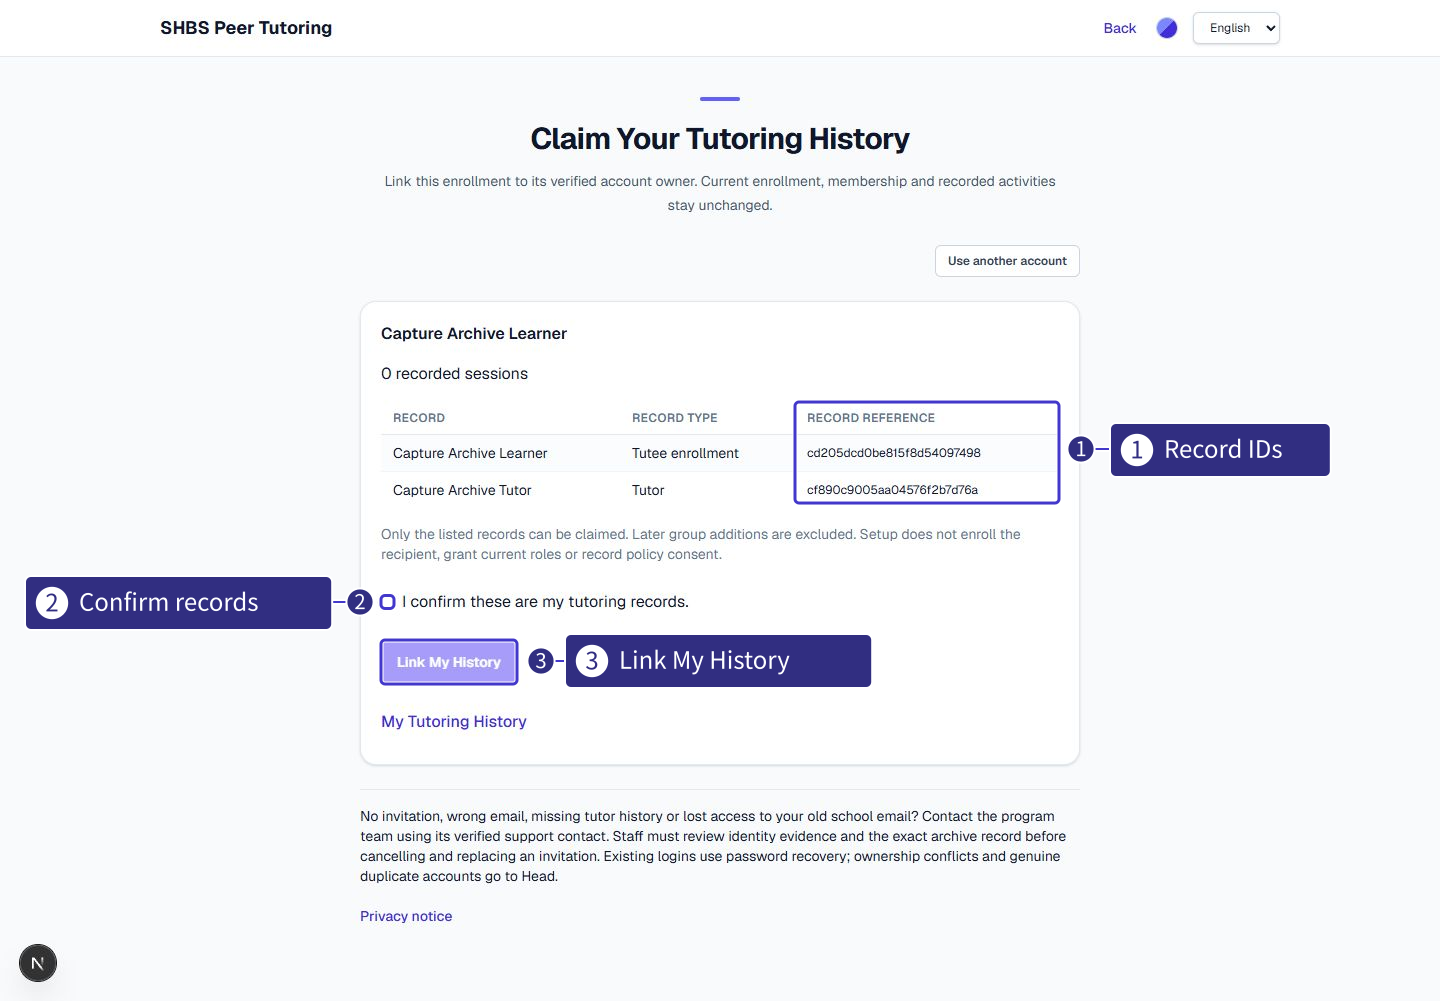 SHBS Peer Tutoring
Back
English
Claim Your Tutoring History
Link this enrollment to its verified account owner. Current enrollment, membership and recorded activities
stay unchanged.
Use another account
Capture Archive Learner
0 recorded sessions
RECORD RECORD TYPE RECORD REFERENCE
Capture Archive Learner Tutee enrollment cd205dcd0be815f8d54097498
1 1 Record IDs
Capture Archive Tutor Tutor cf890c9005aa04576f2b7d76a
Only the listed records can be claimed. Later group additions are excluded. Setup does not enroll the
recipient, grant current roles or record policy consent.
2 Confirm records 2 I confirm these are my tutoring records.
Link My History 3 3 Link My History
My Tutoring History
No invitation, wrong email, missing tutor history or lost access to your old school email? Contact the program
team using its verified support contact. Staff must review identity evidence and the exact archive record before
cancelling and replacing an invitation. Existing logins use password recovery; ownership conflicts and genuine
duplicate accounts go to Head.
Privacy notice
N